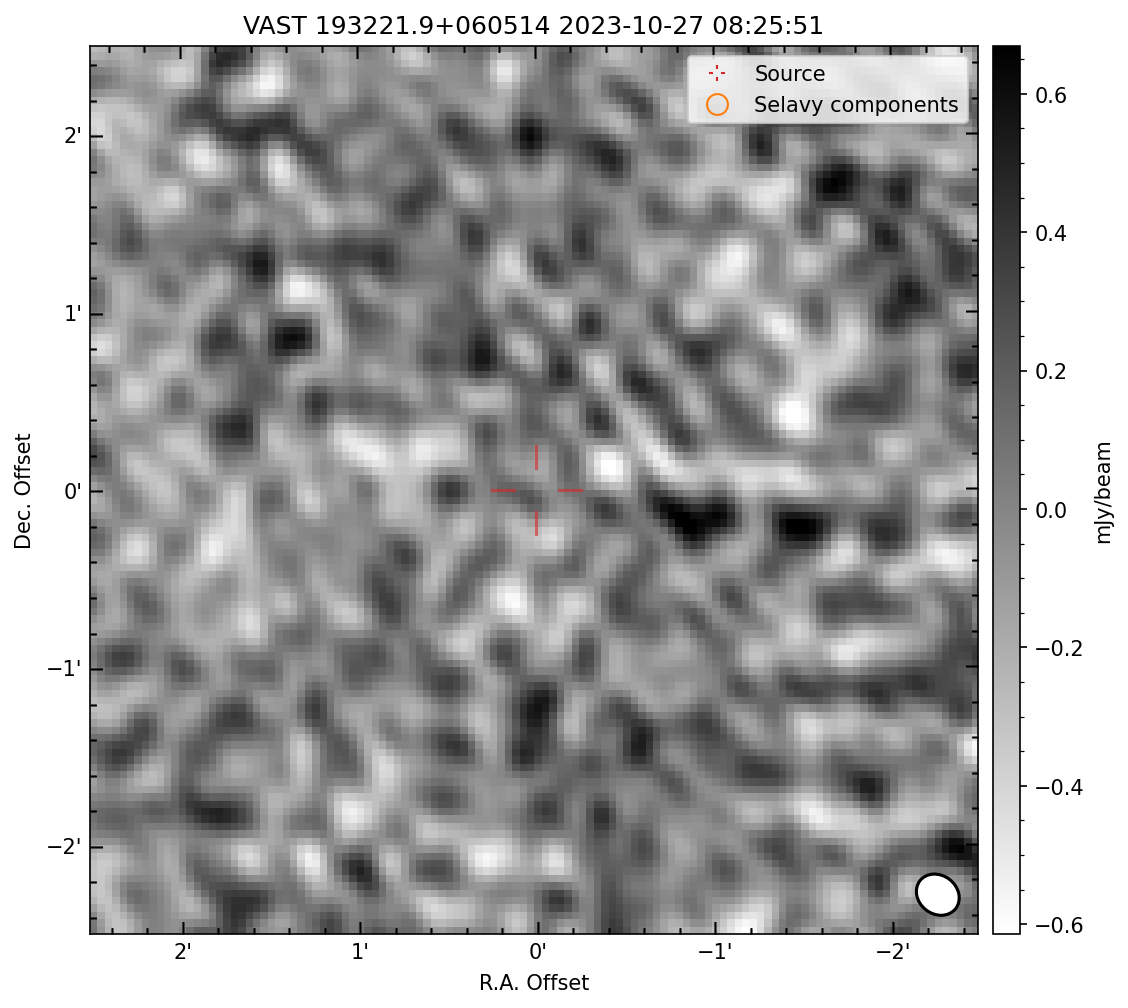 VAST 193221.9+060514 2023-10-27 08:25:51
Source
Selavy components
2'
1'
0'
−1'
−2'
Dec. Offset
2'
1'
0'
−1'
−2'
R.A. Offset
0.6
0.4
0.2
0.0
−0.2
−0.4
−0.6
mJy/beam